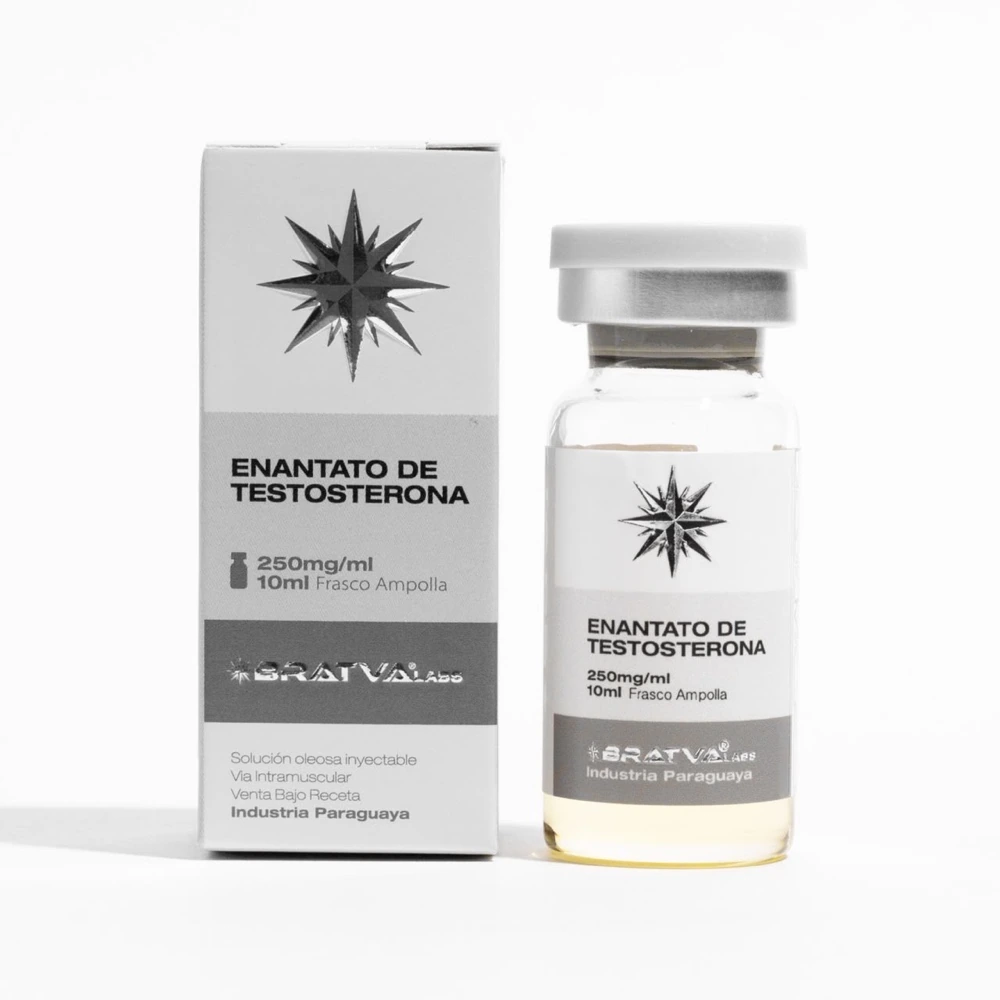 ENANTATO DE
TESTOSTERONA
250mg/ml
10ml Frasco Ampolla
BRATVA® LABS
Solución oleosa inyectable
Via Intramuscular
Venta Bajo Receta
Industria Paraguaya
ENANTATO DE
TESTOSTERONA
250mg/ml
10ml Frasco Ampolla
BRATVA® LABS
Industria Paraguaya